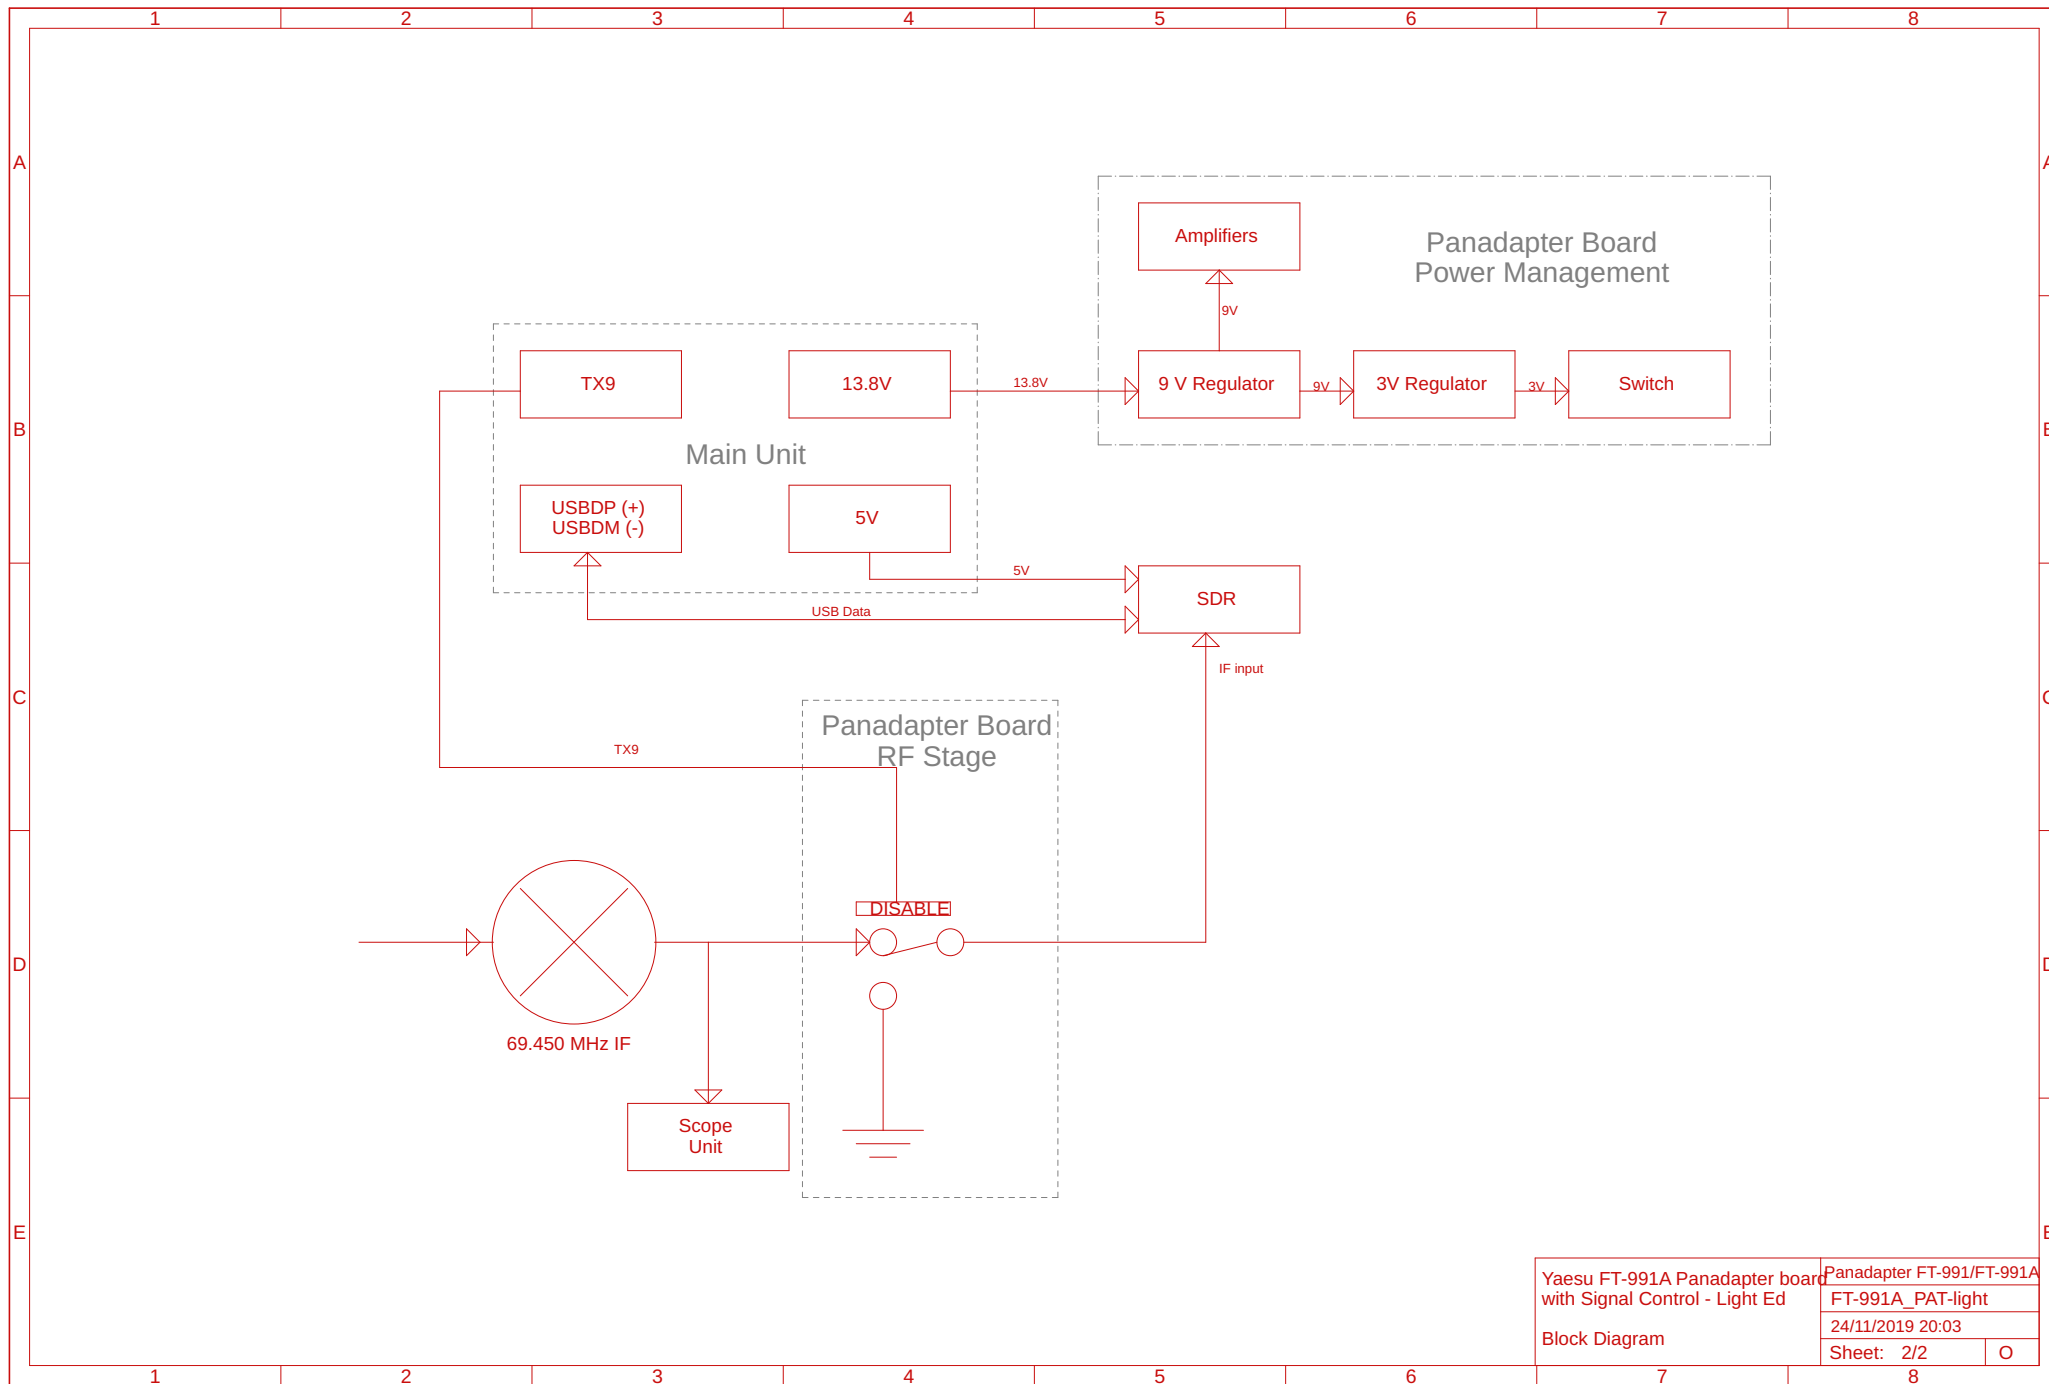 1 2 3 4 5 6 7 8
A
A
Amplifiers
Panadapter Board
Power Management
9V
TX9
13.8V
13.8V
9 V Regulator
9V
3V Regulator
3V
Switch
B
Main Unit
USBDP (+)
USBDM (-)
5V
5V
SDR
USB Data
IF input
C
Panadapter Board
RF Stage
TX9
DISABLE
D
69.450 MHz IF
Scope
Unit
E
Yaesu FT-991A Panadapter board
with Signal Control - Light Ed
Block Diagram
Panadapter FT-991/FT-991A
FT-991A_PAT-light
24/11/2019 20:03
Sheet: 2/2
O
1 2 3 4 5 6 7 8